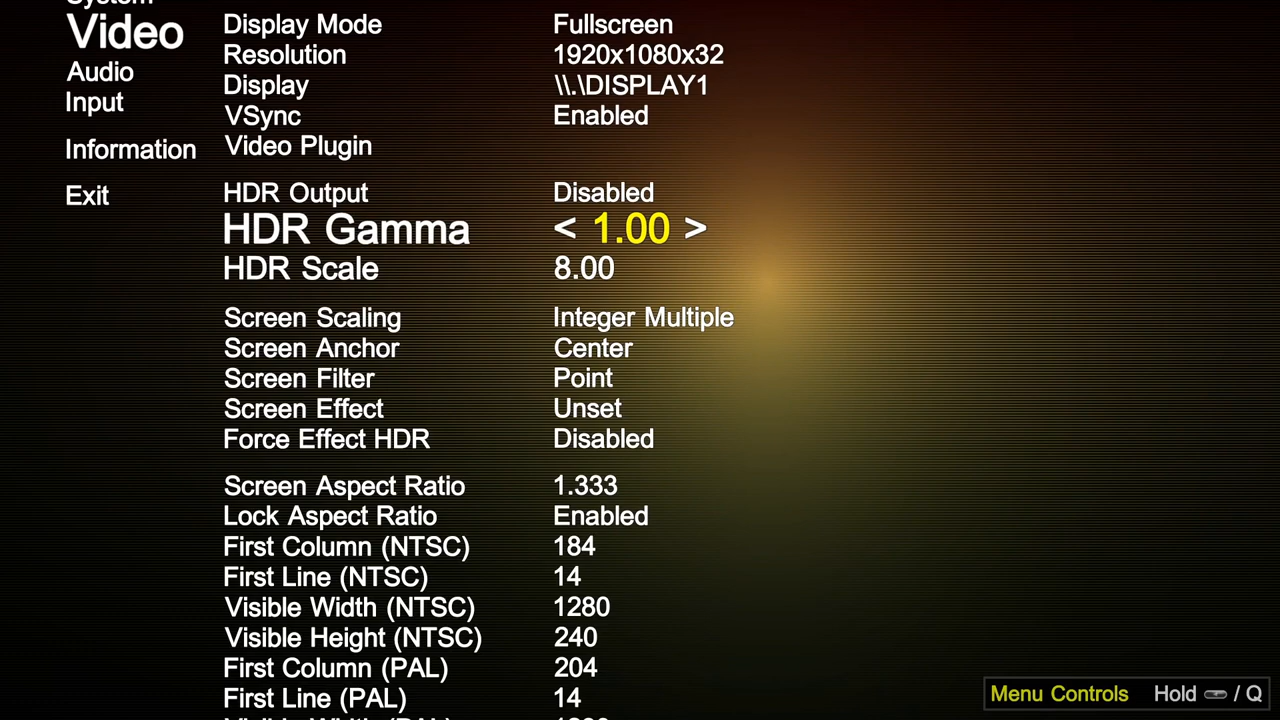 System
Video
Audio
Input
Information
Exit
Display Mode Fullscreen
Resolution 1920x1080x32
Display \\.\DISPLAY1
VSync Enabled
Video Plugin
HDR Output Disabled
HDR Gamma < 1.00 >
HDR Scale 8.00
Screen Scaling Integer Multiple
Screen Anchor Center
Screen Filter Point
Screen Effect Unset
Force Effect HDR Disabled
Screen Aspect Ratio 1.333
Lock Aspect Ratio Enabled
First Column (NTSC) 184
First Line (NTSC) 14
Visible Width (NTSC) 1280
Visible Height (NTSC) 240
First Column (PAL) 204
First Line (PAL) 14
Menu Controls Hold / Q